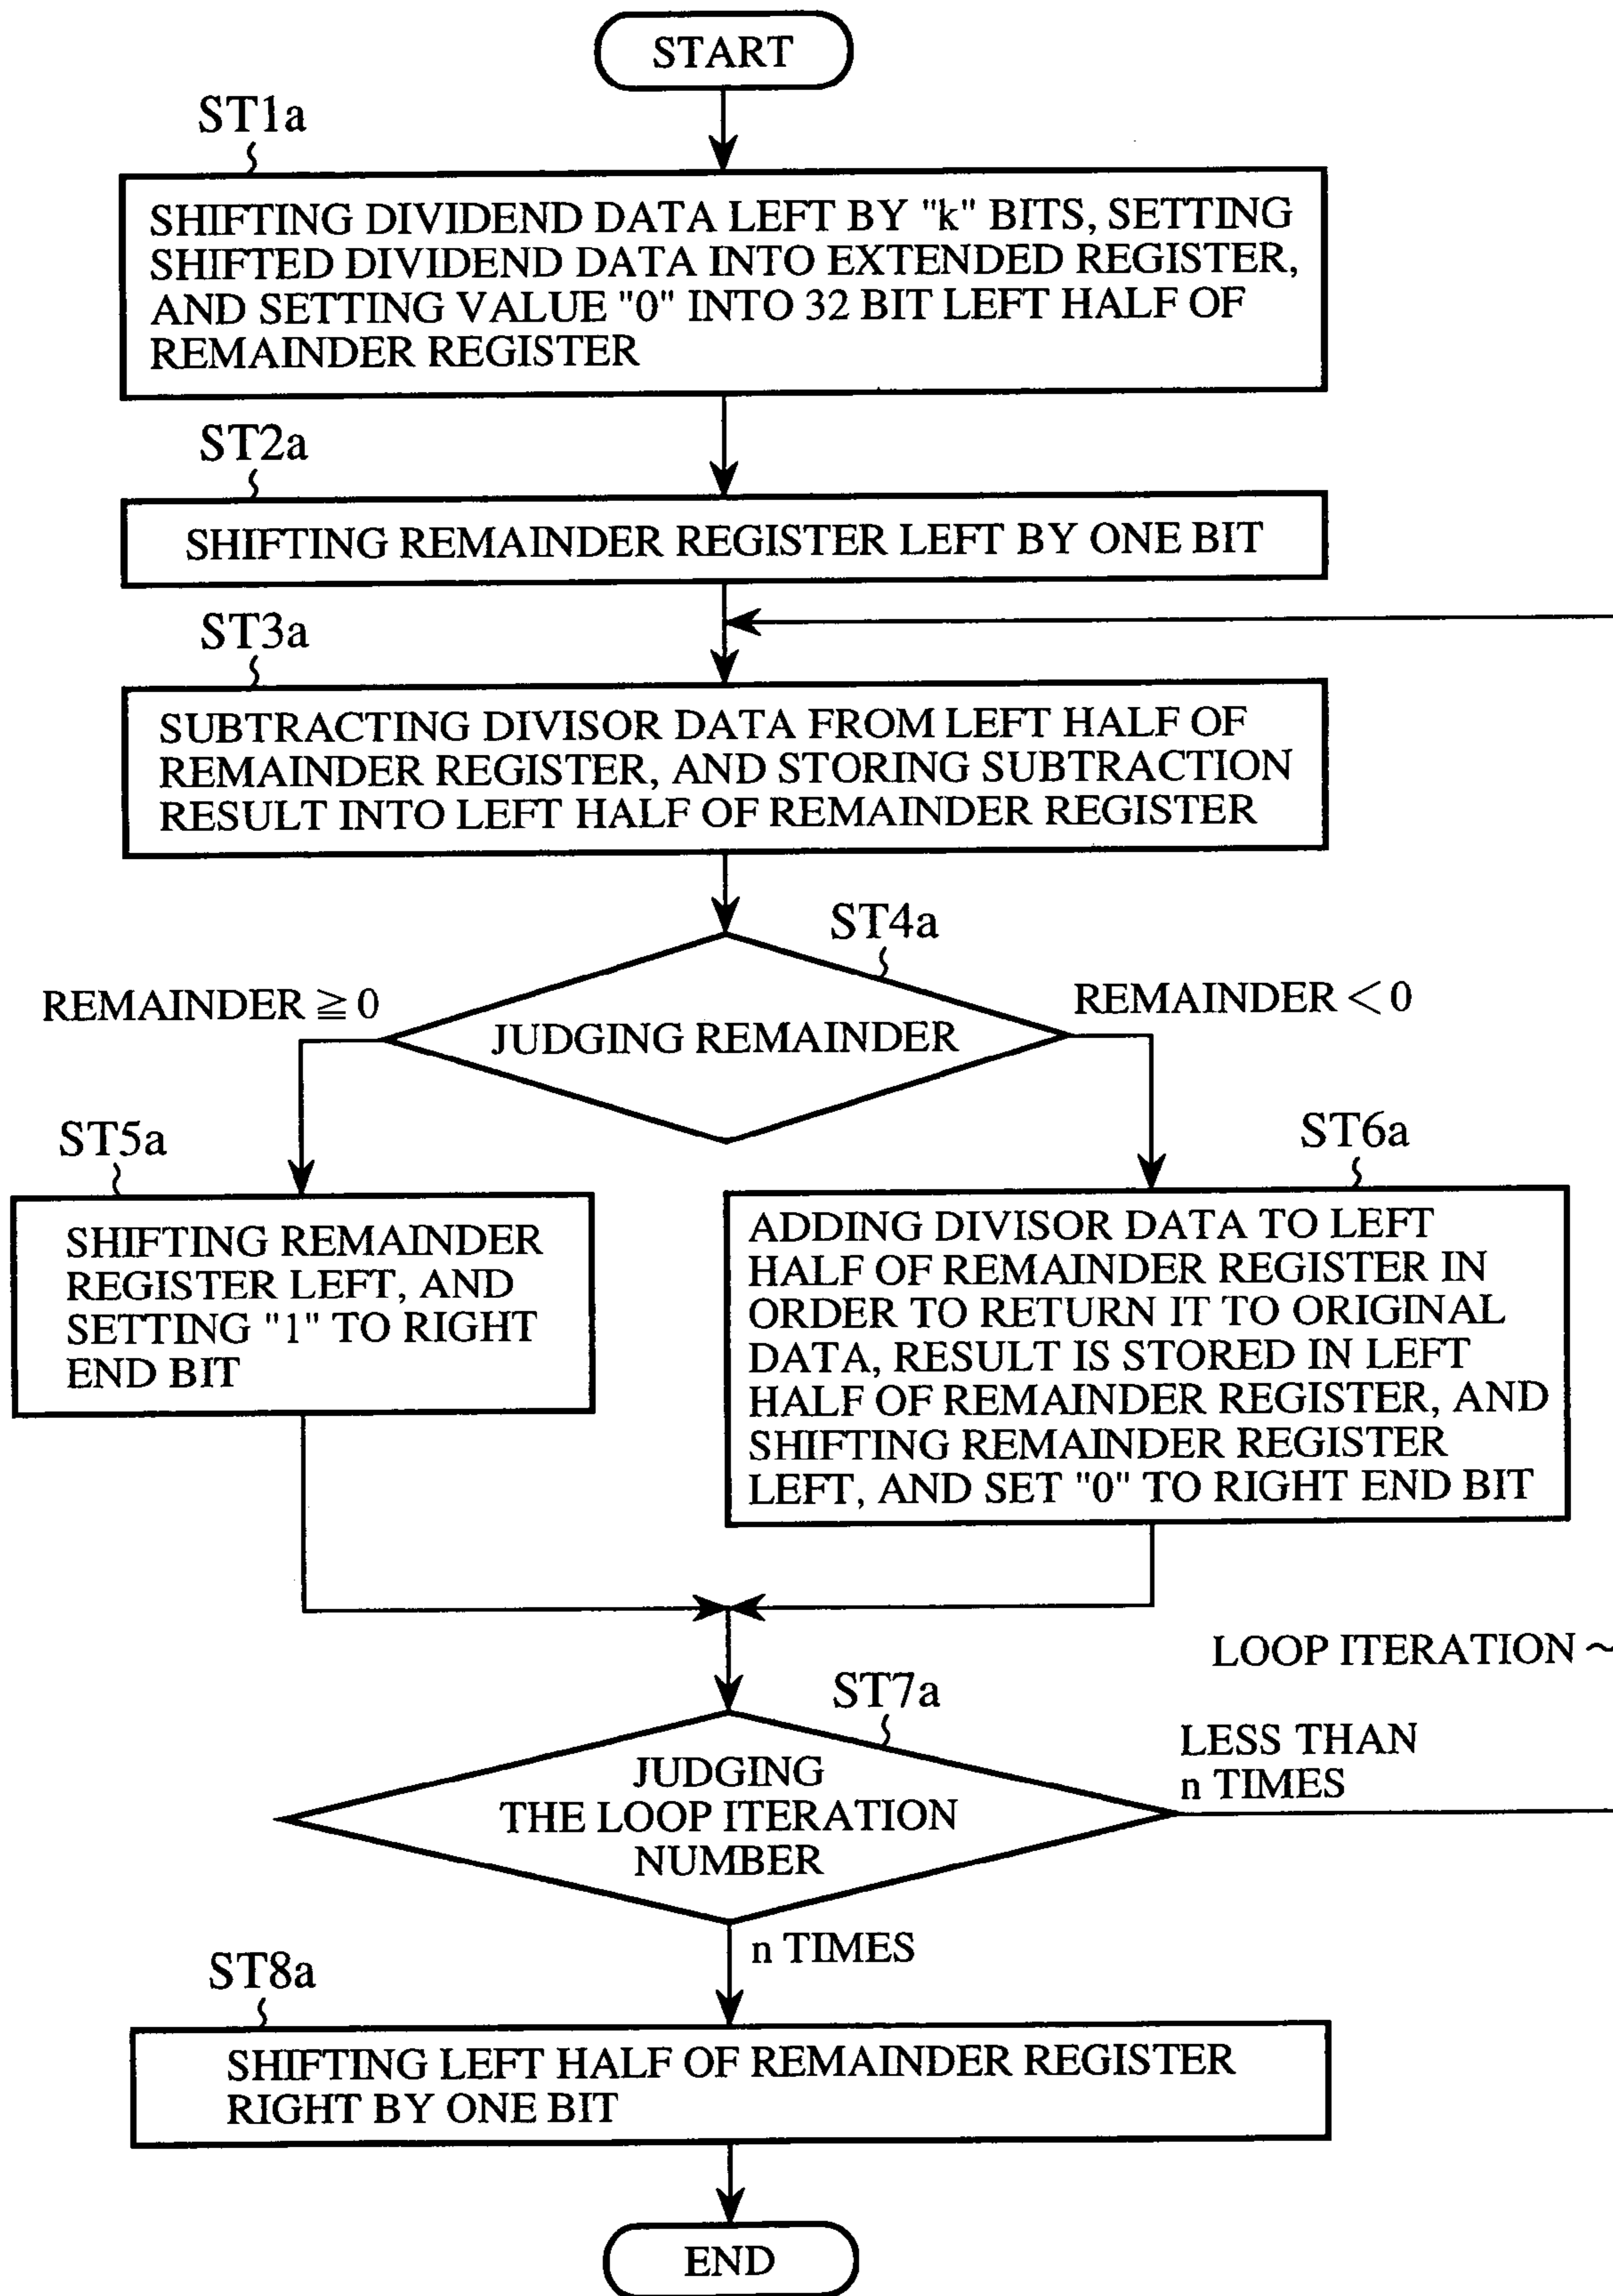 START
ST1a
SHIFTING DIVIDEND DATA LEFT BY "k" BITS, SETTING
SHIFTED DIVIDEND DATA INTO EXTENDED REGISTER,
AND SETTING VALUE "0" INTO 32 BIT LEFT HALF OF
REMAINDER REGISTER
ST2a
SHIFTING REMAINDER REGISTER LEFT BY ONE BIT
ST3a
SUBTRACTING DIVISOR DATA FROM LEFT HALF OF
REMAINDER REGISTER, AND STORING SUBTRACTION
RESULT INTO LEFT HALF OF REMAINDER REGISTER
ST4a
REMAINDER ≧ 0
REMAINDER < 0
JUDGING REMAINDER
ST5a
SHIFTING REMAINDER
REGISTER LEFT, AND
SETTING "1" TO RIGHT
END BIT
ST6a
ADDING DIVISOR DATA TO LEFT
HALF OF REMAINDER REGISTER IN
ORDER TO RETURN IT TO ORIGINAL
DATA, RESULT IS STORED IN LEFT
HALF OF REMAINDER REGISTER, AND
SHIFTING REMAINDER REGISTER
LEFT, AND SET "0" TO RIGHT END BIT
LOOP ITERATION
ST7a
JUDGING
THE LOOP ITERATION
NUMBER
LESS THAN
n TIMES
n TIMES
ST8a
SHIFTING LEFT HALF OF REMAINDER REGISTER
RIGHT BY ONE BIT
END